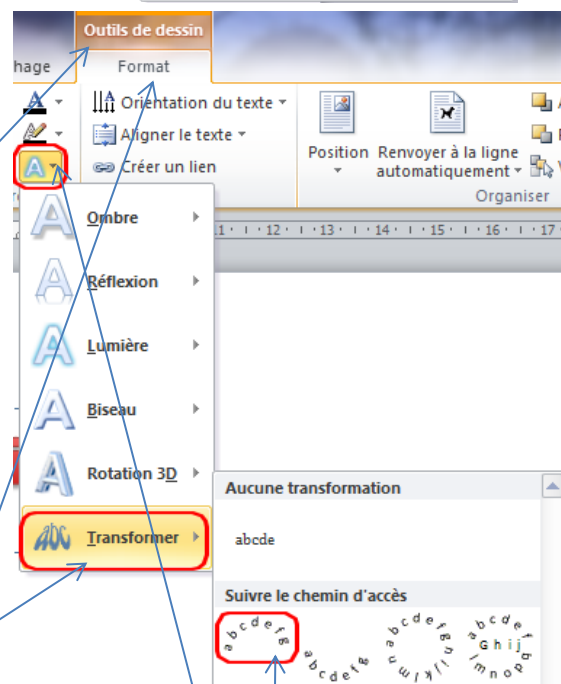 Outils de dessin
hage Format
Orientation du texte
Aligner le texte
Créer un lien
Position Renvoyer à la ligne automatiquement
Organiser
11 12 13 14 15 16 17
Ombre
Réflexion
Lumière
Biseau
Rotation 3D
Transformer
Aucune transformation
abcde
Suivre le chemin d'accès
abcdefg
abcdefg